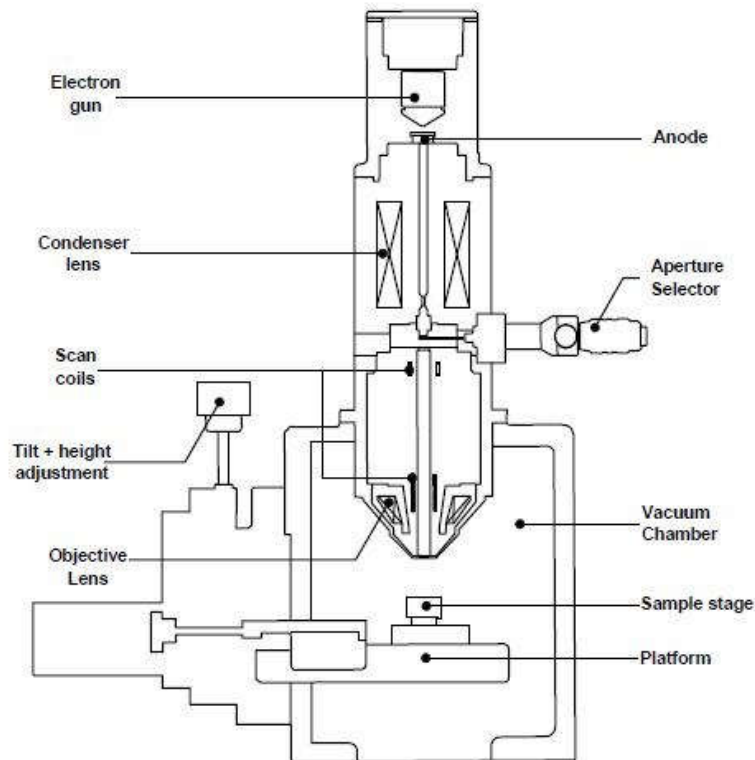 Electron
gun
Anode
Condenser
lens
Aperture
Selector
Scan
coils
Tilt + height
adjustment
Vacuum
Chamber
Objective
Lens
Sample stage
Platform